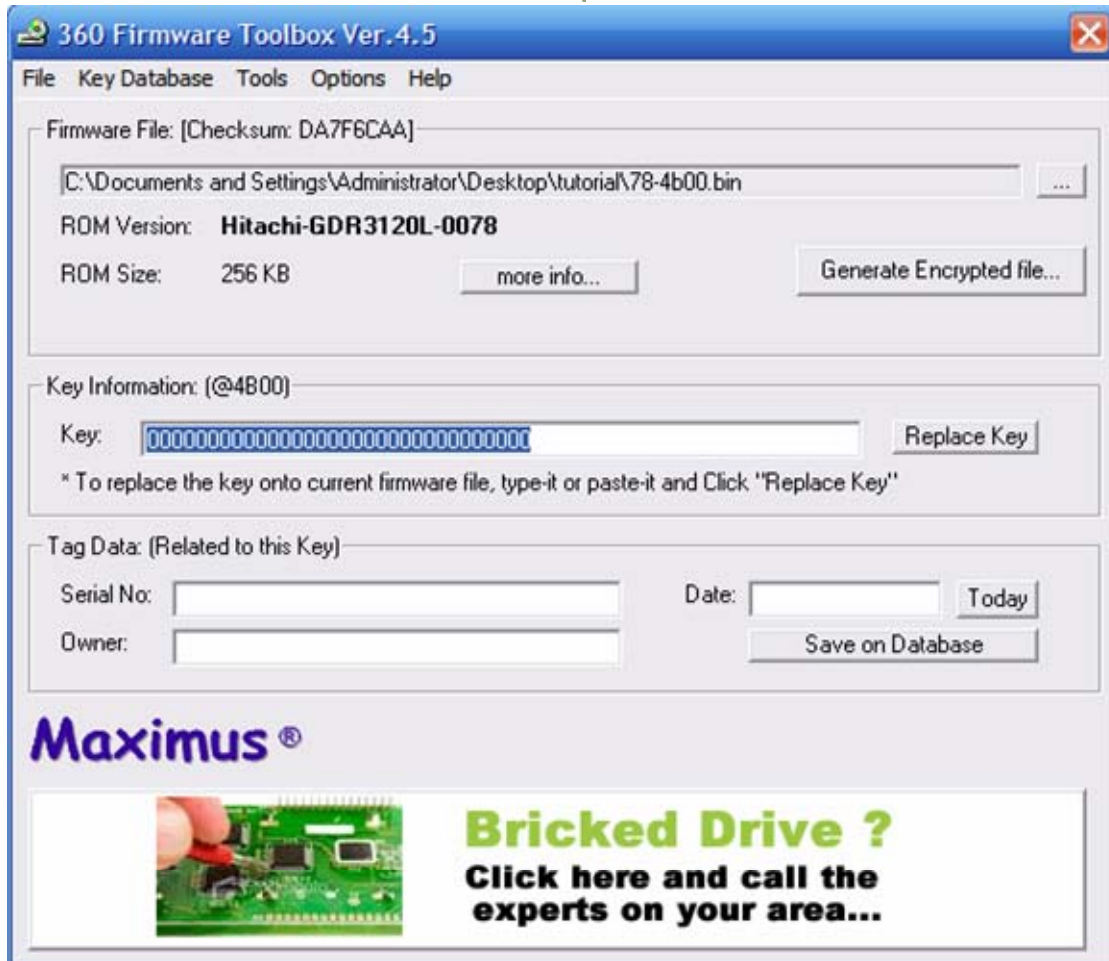 360 Firmware Toolbox Ver.4.5
File Key Database Tools Options Help
Firmware File: [Checksum: DA7F6CAA]
C:\Documents and Settings\Administrator\Desktop\tutorial\78-4b00.bin
...
ROM Version: Hitachi-GDR3120L-0078
ROM Size: 256 KB
more info...
Generate Encrypted file...
Key Information: (@4B00)
Key: 00000000000000000000000000000000
Replace Key
* To replace the key onto current firmware file, type-it or paste-it and Click "Replace Key"
Tag Data: (Related to this Key)
Serial No:
Date:
Today
Owner:
Save on Database
Maximus ®
Bricked Drive ?
Click here and call the
experts on your area...